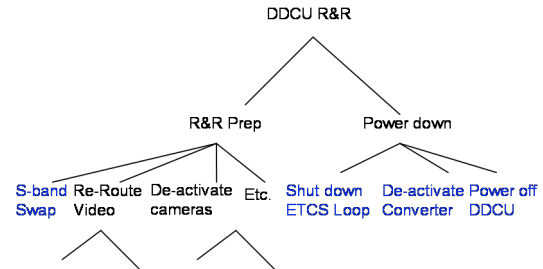 DDCU R&R
R&R Prep
Power down
S-band
Swap
Re-Route
Video
De-activate
cameras
Etc.
Shut down
ETCS Loop
De-activate
Converter
Power off
DDCU